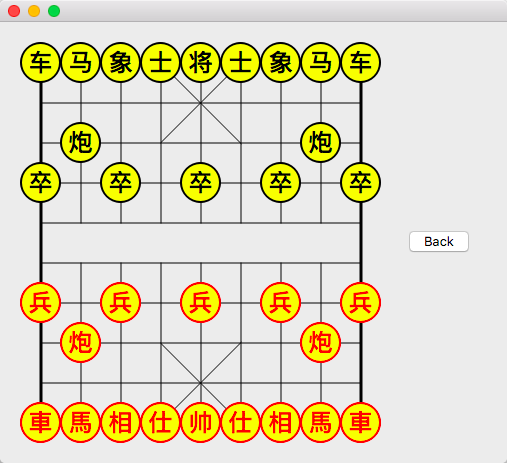 车马象士将士象马车
炮 炮
卒 卒 卒 卒 卒
Back
兵 兵 兵 兵 兵
炮 炮
車馬相仕帅仕相馬車